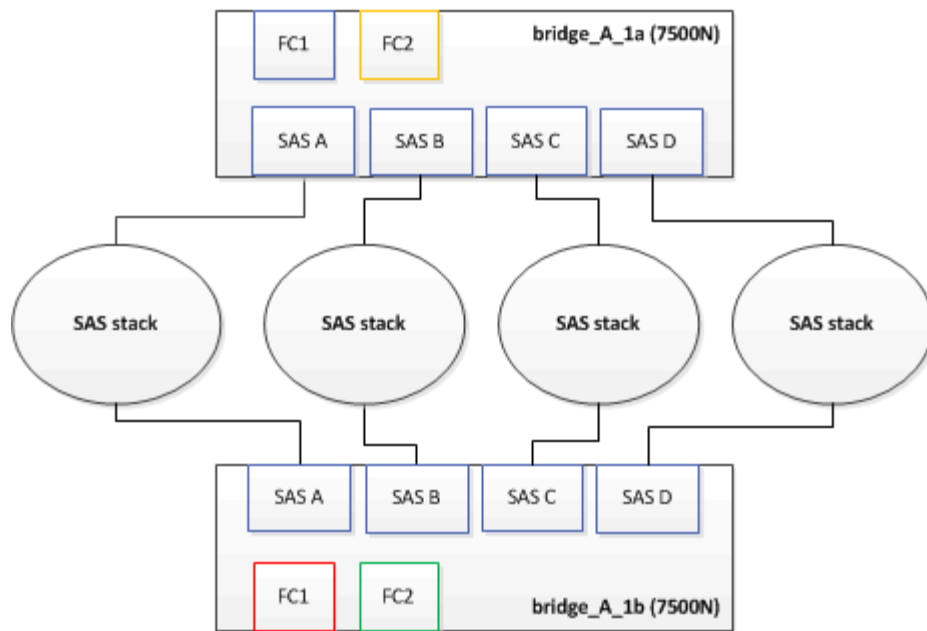 FC1 FC2 bridge_A_1a (7500N)
SAS A SAS B SAS C SAS D
SAS stack SAS stack SAS stack SAS stack
SAS A SAS B SAS C SAS D
FC1 FC2 bridge_A_1b (7500N)